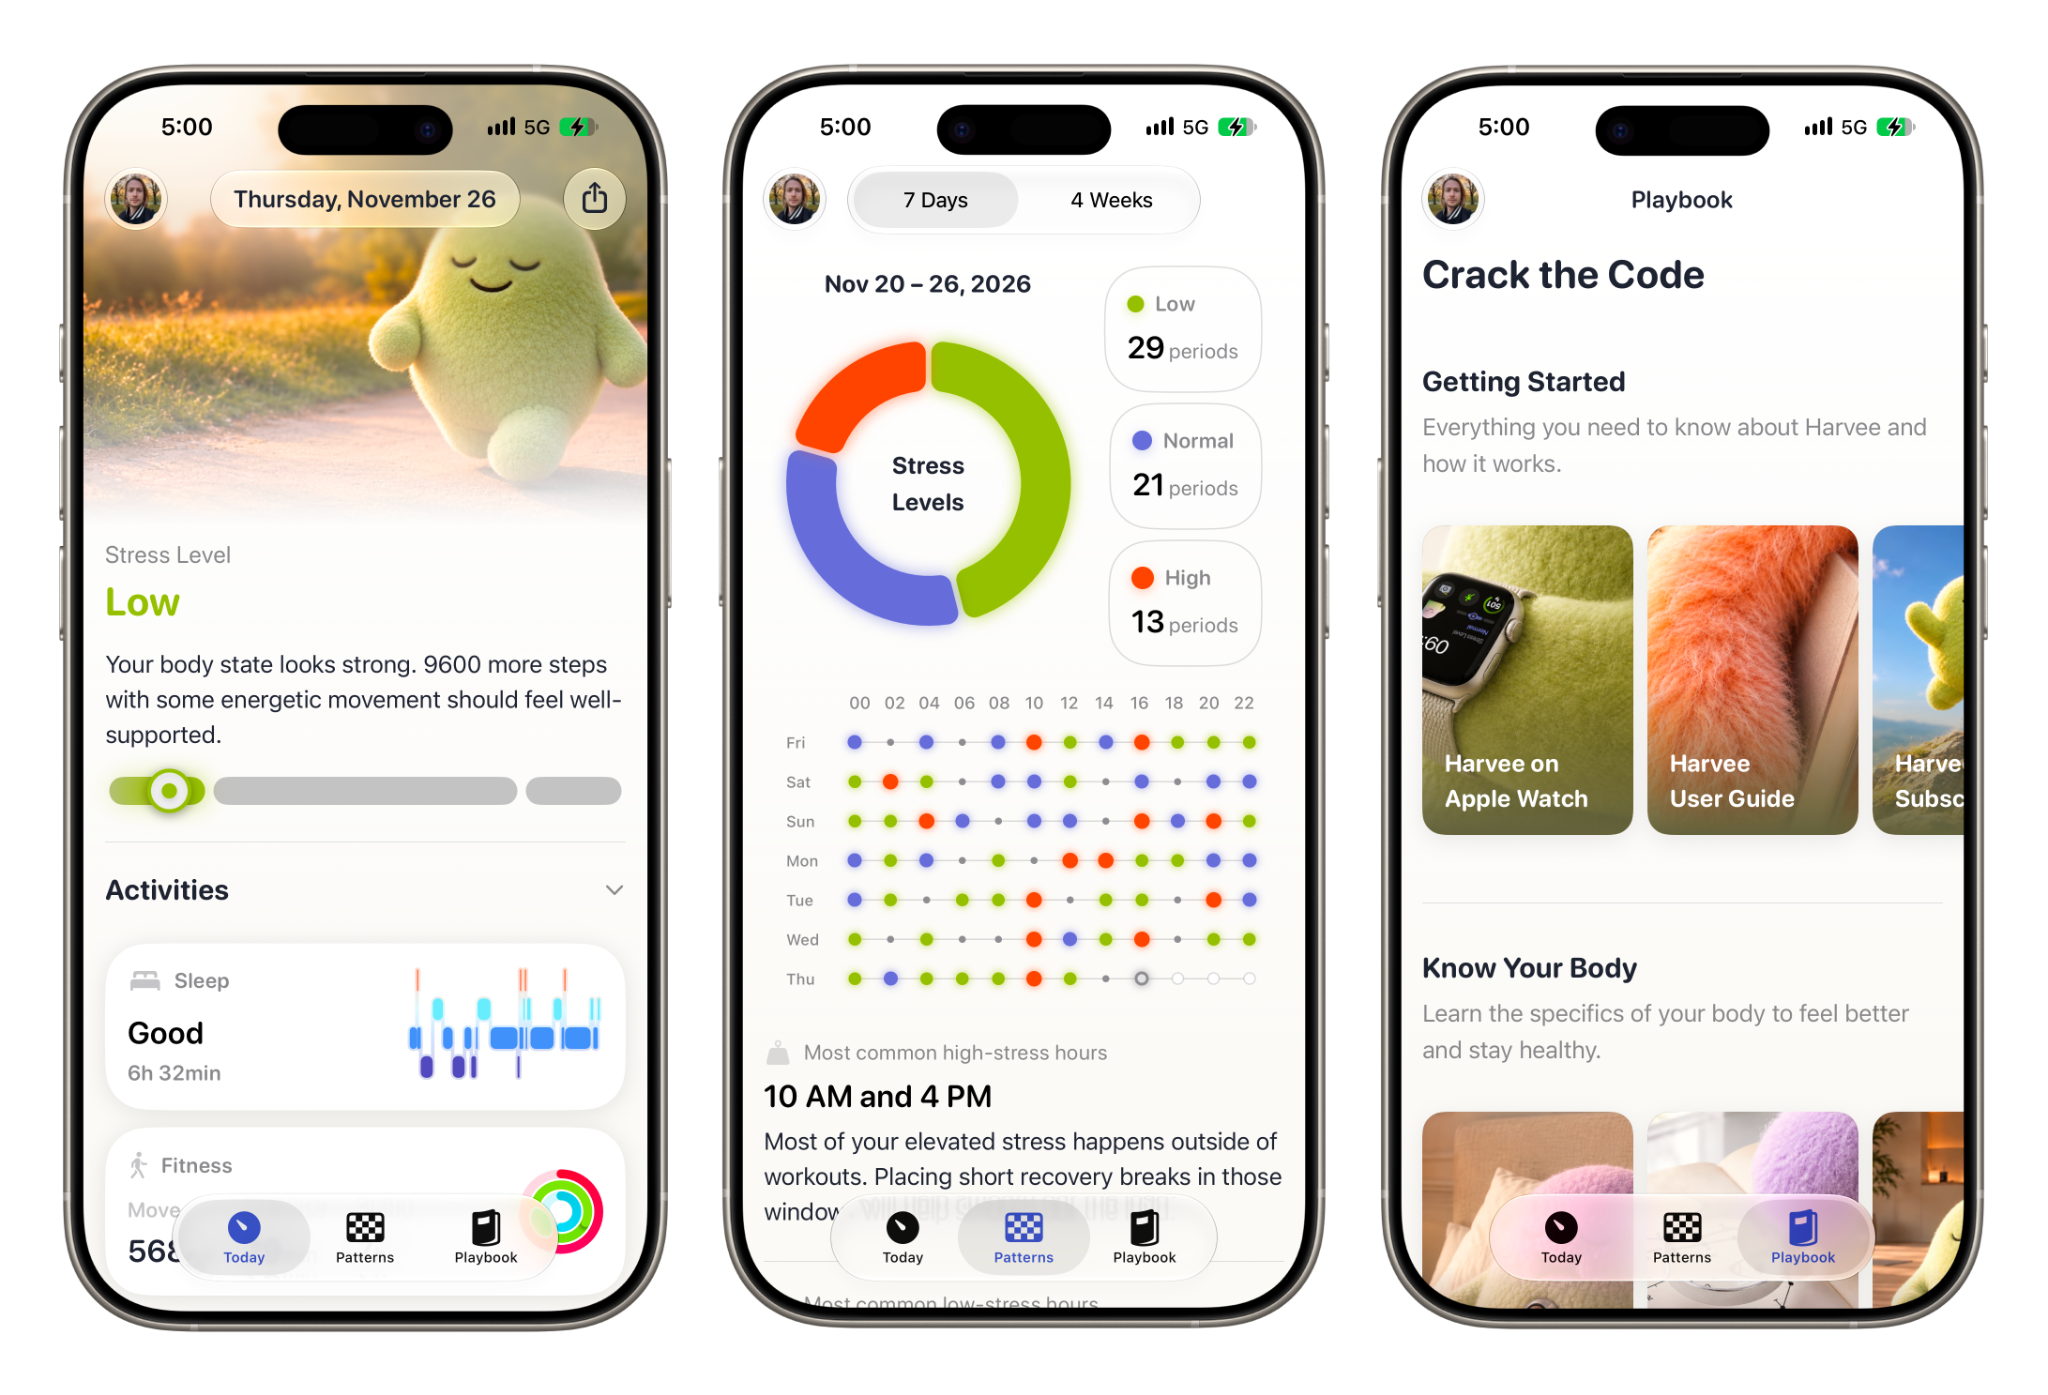 5:00
5G
Thursday, November 26
Stress Level
Low
Your body state looks strong. 9600 more steps
with some energetic movement should feel well-
supported.
Activities
Sleep
Good
6h 32min
Fitness
Move
568
Today
Patterns
Playbook
5:00
5G
7 Days
4 Weeks
Nov 20 – 26, 2026
Stress
Levels
Low
29 periods
Normal
21 periods
High
13 periods
00 02 04 06 08 10 12 14 16 18 20 22
Fri
Sat
Sun
Mon
Tue
Wed
Thu
Most common high-stress hours
10 AM and 4 PM
Most of your elevated stress happens outside of
workouts. Placing short recovery breaks in those
Most common low-stress hours
Today
Patterns
Playbook
5:00
5G
Playbook
Crack the Code
Getting Started
Everything you need to know about Harvee and
how it works.
Harvee on
Apple Watch
Harvee
User Guide
Harve
Subsc
Know Your Body
Learn the specifics of your body to feel better
and stay healthy.
Today
Patterns
Playbook